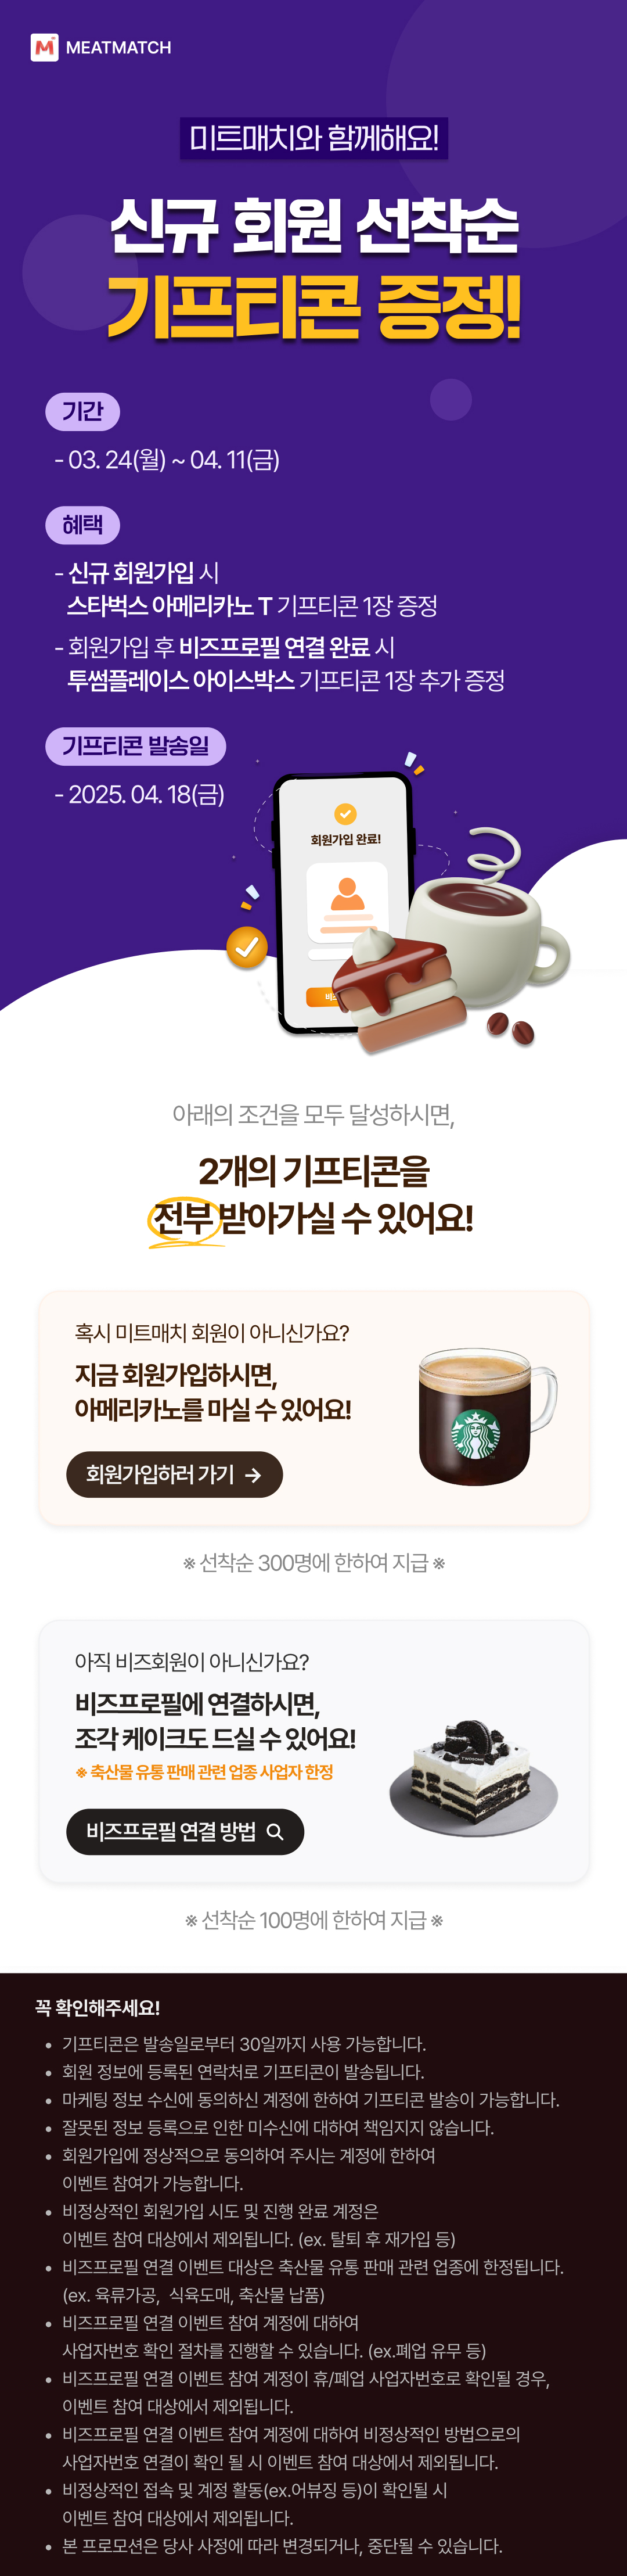 MEATMATCH
미트매치와 함께해요!
신규 회원 선착순
기프티콘 증정!
기간
- 03. 24(월) ~ 04. 11(금)
혜택
- 신규 회원가입 시
스타벅스 아메리카노 T 기프티콘 1장 증정
- 회원가입 후 비즈프로필 연결 완료 시
투썸플레이스 아이스박스 기프티콘 1장 추가 증정
기프티콘 발송일
- 2025. 04. 18(금)
회원가입 완료!
아래의 조건을 모두 달성하시면,
2개의 기프티콘을
전부 받아가실 수 있어요!
혹시 미트매치 회원이 아니신가요?
지금 회원가입하시면,
아메리카노를 마실 수 있어요!
회원가입하러 가기 →
※ 선착순 300명에 한하여 지급 ※
아직 비즈회원이 아니신가요?
비즈프로필에 연결하시면,
조각 케이크도 드실 수 있어요!
※ 축산물 유통 판매 관련 업종 사업자 한정
비즈프로필 연결 방법
※ 선착순 100명에 한하여 지급 ※
꼭 확인해주세요!
• 기프티콘은 발송일로부터 30일까지 사용 가능합니다.
• 회원 정보에 등록된 연락처로 기프티콘이 발송됩니다.
• 마케팅 정보 수신에 동의하신 계정에 한하여 기프티콘 발송이 가능합니다.
• 잘못된 정보 등록으로 인한 미수신에 대하여 책임지지 않습니다.
• 회원가입에 정상적으로 동의하여 주시는 계정에 한하여
이벤트 참여가 가능합니다.
• 비정상적인 회원가입 시도 및 진행 완료 계정은
이벤트 참여 대상에서 제외됩니다. (ex. 탈퇴 후 재가입 등)
• 비즈프로필 연결 이벤트 대상은 축산물 유통 판매 관련 업종에 한정됩니다.
(ex. 육류가공, 식육도매, 축산물 납품)
• 비즈프로필 연결 이벤트 참여 계정에 대하여
사업자번호 확인 절차를 진행할 수 있습니다. (ex.폐업 유무 등)
• 비즈프로필 연결 이벤트 참여 계정이 휴/폐업 사업자번호로 확인될 경우,
이벤트 참여 대상에서 제외됩니다.
• 비즈프로필 연결 이벤트 참여 계정에 대하여 비정상적인 방법으로의
사업자번호 연결이 확인 될 시 이벤트 참여 대상에서 제외됩니다.
• 비정상적인 접속 및 계정 활동(ex.어뷰징 등)이 확인될 시
이벤트 참여 대상에서 제외됩니다.
• 본 프로모션은 당사 사정에 따라 변경되거나, 중단될 수 있습니다.